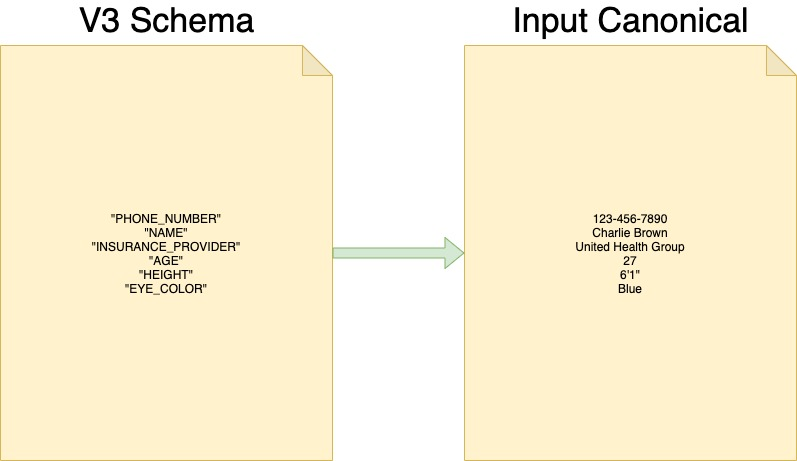 V3 Schema
"PHONE_NUMBER"
"NAME"
"INSURANCE_PROVIDER"
"AGE"
"HEIGHT"
"EYE_COLOR"
Input Canonical
123-456-7890
Charlie Brown
United Health Group
27
6'1"
Blue